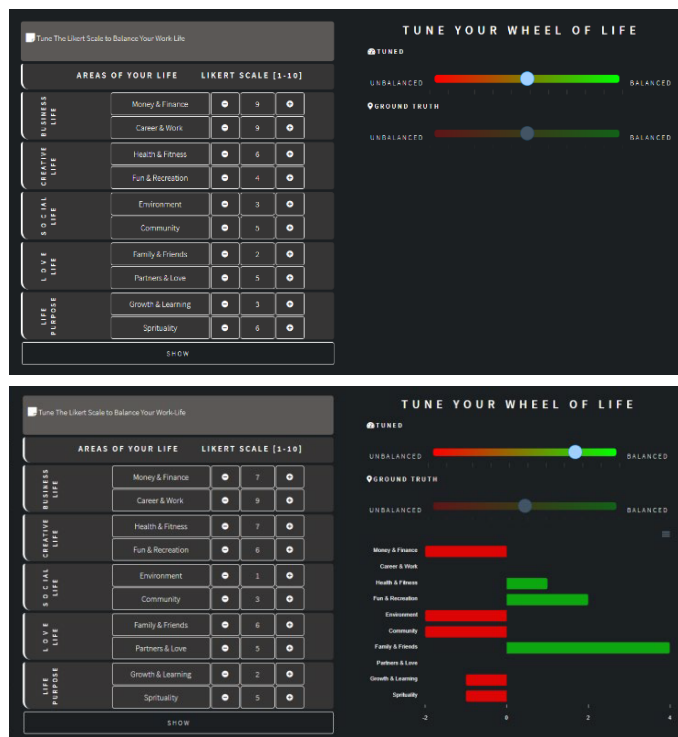 Tune The Likert Scale to Balance Your Work-Life
AREAS OF YOUR LIFE LIKERT SCALE [1-10]
BUSINESS LIFE
Money & Finance 9
Career & Work 9
CREATIVE LIFE
Health & Fitness 6
Fun & Recreation 4
SOCIAL LIFE
Environment 3
Community 5
LOVE LIFE
Family & Friends 2
Partners & Love 5
LIFE PURPOSE
Growth & Learning 3
Sprituality 6
SHOW
TUNE YOUR WHEEL OF LIFE
TUNED
UNBALANCED BALANCED
GROUND TRUTH
UNBALANCED BALANCED
Tune The Likert Scale to Balance Your Work-Life
AREAS OF YOUR LIFE LIKERT SCALE [1-10]
BUSINESS LIFE
Money & Finance 7
Career & Work 9
CREATIVE LIFE
Health & Fitness 7
Fun & Recreation 6
SOCIAL LIFE
Environment 1
Community 3
LOVE LIFE
Family & Friends 6
Partners & Love 5
LIFE PURPOSE
Growth & Learning 2
Sprituality 5
SHOW
TUNE YOUR WHEEL OF LIFE
TUNED
UNBALANCED BALANCED
GROUND TRUTH
UNBALANCED BALANCED
Money & Finance
Career & Work
Health & Fitness
Fun & Recreation
Environment
Community
Family & Friends
Partners & Love
Growth & Learning
Sprituality
-2 0 2 4